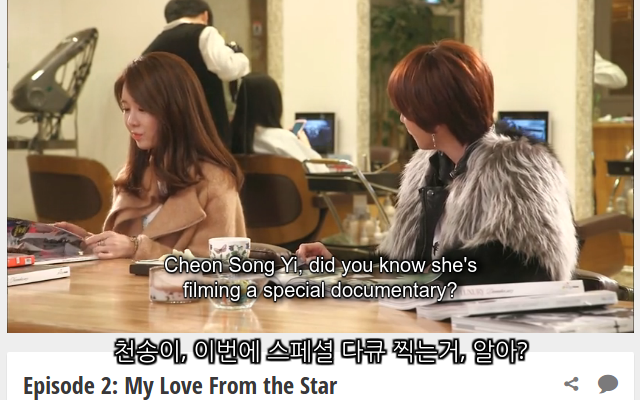 Cheon Song Yi, did you know she's
filming a special documentary?
천송이, 이번에 스페셜 다큐 찍는거, 알아?
Episode 2: My Love From the Star